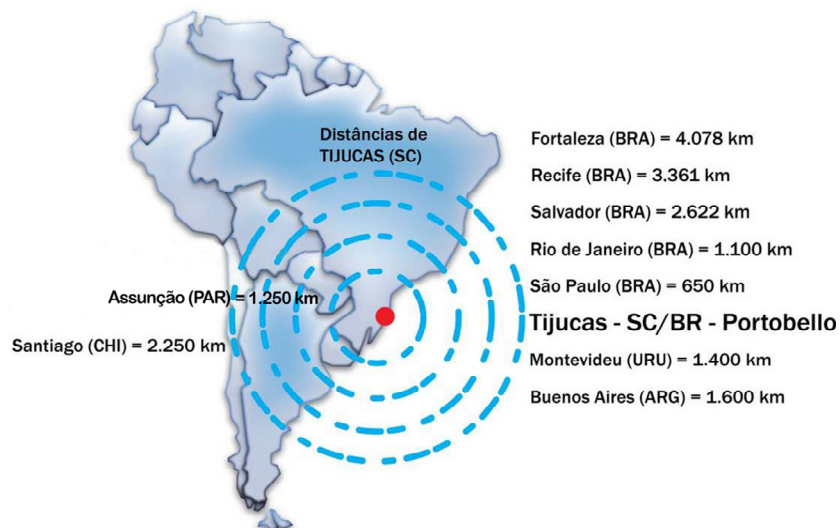 Distâncias de
TIJUCAS (SC)
Fortaleza (BRA) = 4.078 km
Recife (BRA) = 3.361 km
Salvador (BRA) = 2.622 km
Rio de Janeiro (BRA) = 1.100 km
São Paulo (BRA) = 650 km
Assunção (PAR) = 1.250 km
Tijucas - SC/BR - Portobello
Santiago (CHI) = 2.250 km
Montevideu (URU) = 1.400 km
Buenos Aires (ARG) = 1.600 km